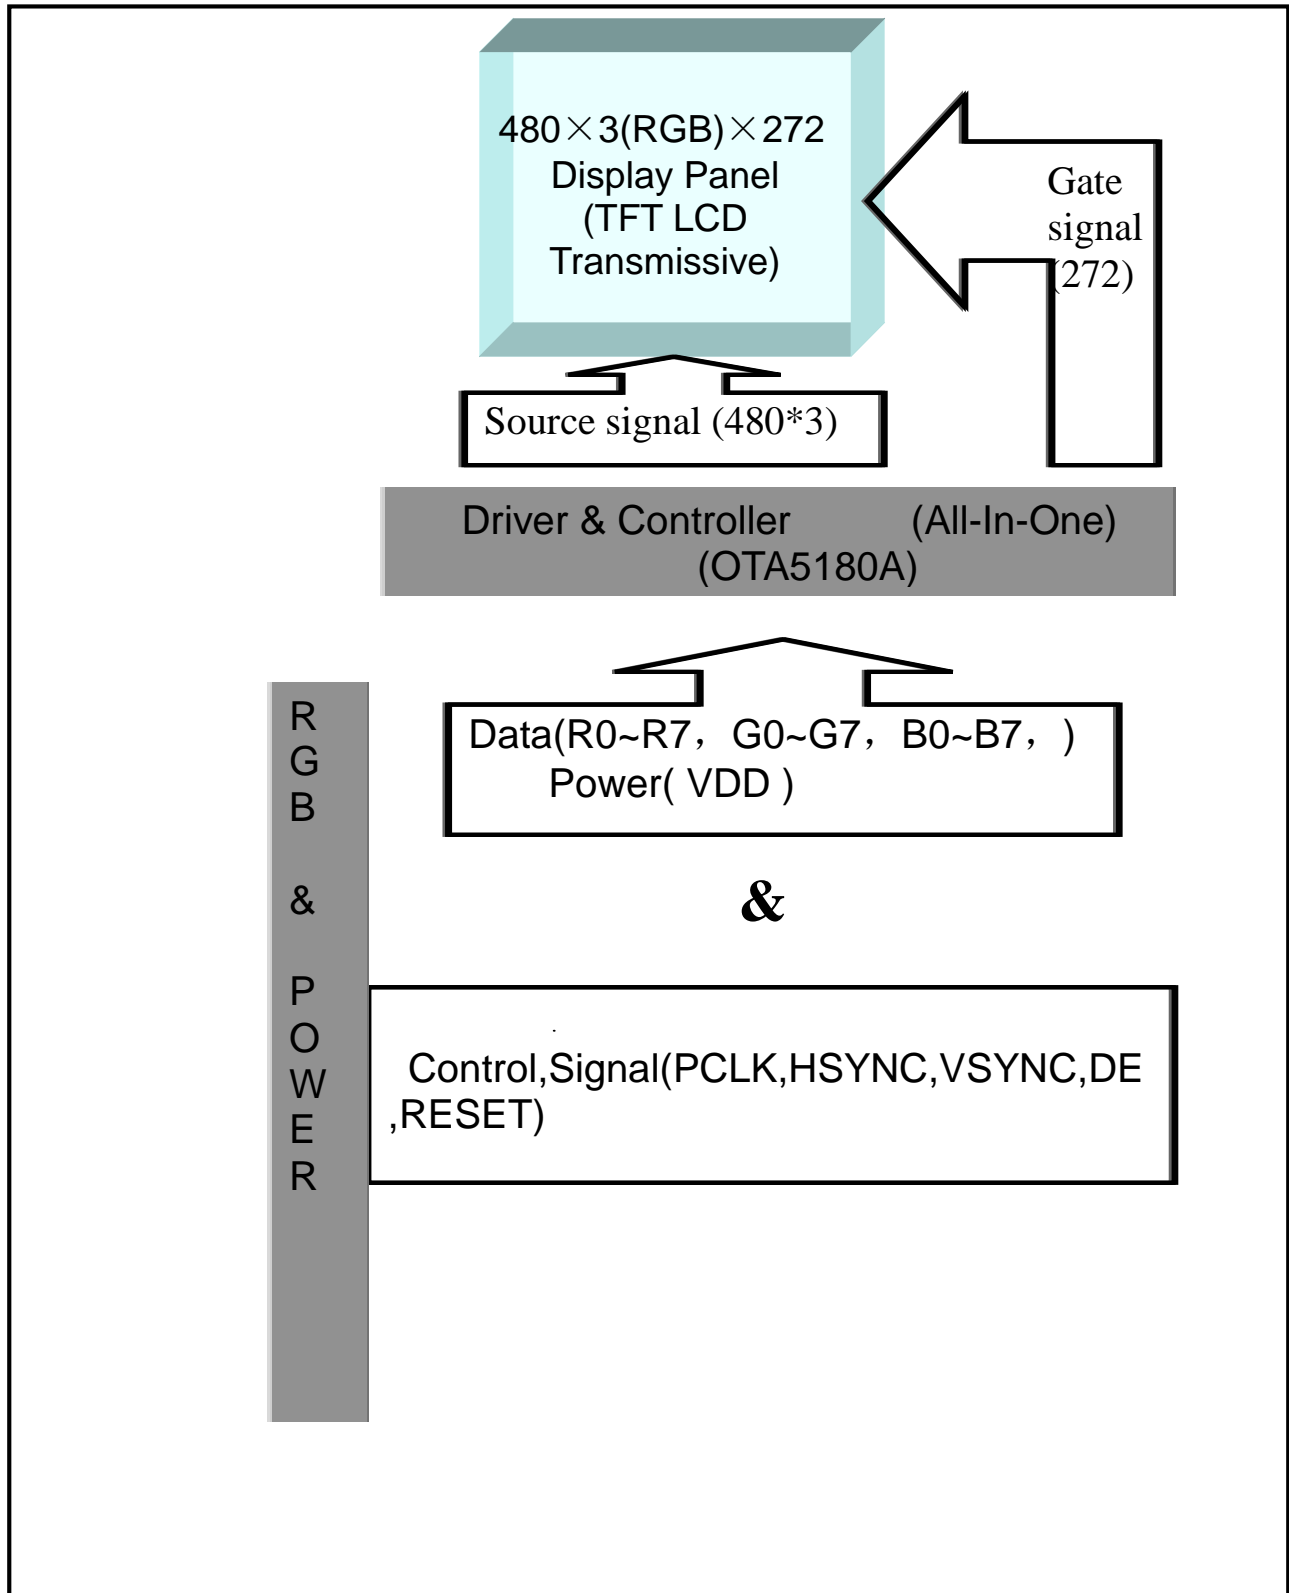 480×3(RGB)×272
Display Panel
(TFT LCD
Transmissive)
Gate
signal
(272)
Source signal (480*3)
Driver & Controller (All-In-One)
(OTA5180A)
R
G
B
&
P
O
W
E
R
Data(R0~R7，G0~G7，B0~B7，)
Power( VDD )
&
Control,Signal(PCLK,HSYNC,VSYNC,DE
,RESET)